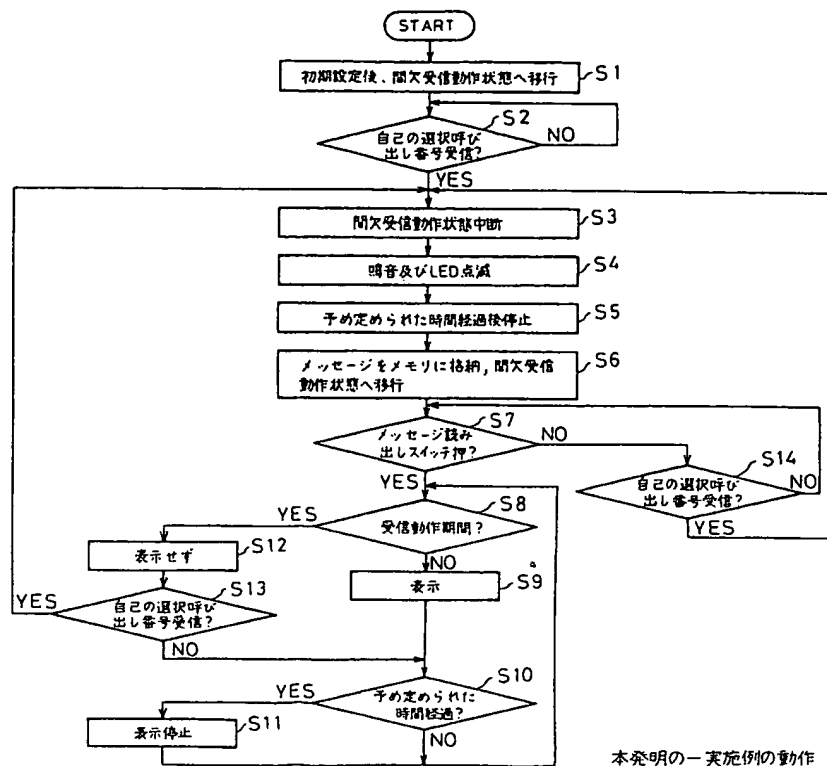 START
初期設定後、間欠受信動作状態へ移行
S1
S2
自己の選択呼び
出し番号受信?
NO
YES
間欠受信動作状態中断
S3
鳴音及びLED点滅
S4
予め定められた時間経過後停止
S5
メッセージをメモリに格納,間欠受信
動作状態へ移行
S6
S7
メッセージ読み
出しスイッチ押?
NO
YES
S14
自己の選択呼び
出し番号受信?
NO
YES
S8
受信動作期間?
YES
NO
表示せず
S12
表示
S9
S13
自己の選択呼び
出し番号受信?
YES
NO
S10
予め定められた
時間経過?
YES
NO
表示停止
S11
本発明の一実施例の動作